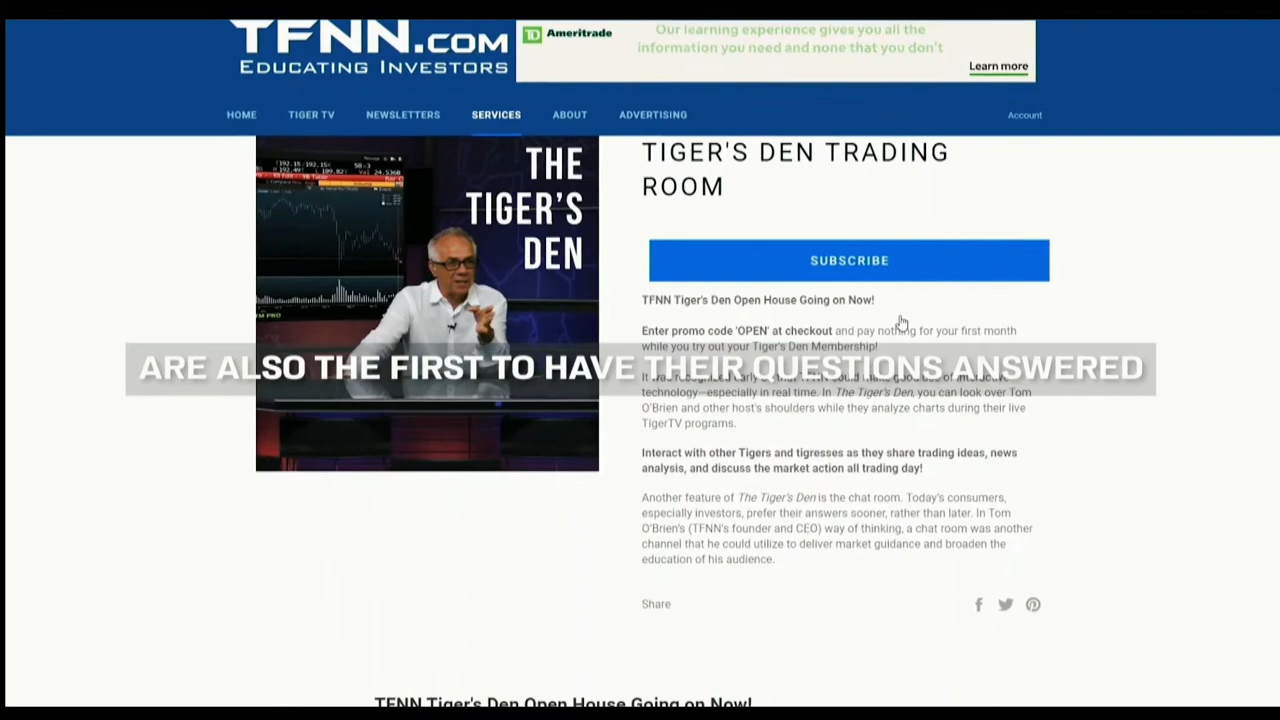 TFNN.COM
EDUCATING INVESTORS
TD Ameritrade
Our learning experience gives you all the
information you need and none that you don't
Learn more
HOME TIGER TV NEWSLETTERS SERVICES ABOUT ADVERTISING Account
THE
TIGER'S
DEN
TIGER'S DEN TRADING
ROOM
SUBSCRIBE
TFNN Tiger's Den Open House Going on Now!
Enter promo code 'OPEN' at checkout and pay nothing for your first month
while you try out your Tiger's Den Membership!
ARE ALSO THE FIRST TO HAVE THEIR QUESTIONS ANSWERED
technology—especially in real time. In The Tiger's Den, you can look over Tom
O'Brien and other host's shoulders while they analyze charts during their live
TigerTV programs.
Interact with other Tigers and tigresses as they share trading ideas, news
analysis, and discuss the market action all trading day!
Another feature of The Tiger's Den is the chat room. Today's consumers,
especially investors, prefer their answers sooner, rather than later. In Tom
O'Brien's (TFNN's founder and CEO) way of thinking, a chat room was another
channel that he could utilize to deliver market guidance and broaden the
education of his audience.
Share
TFNN Tiger's Den Open House Going on Now!